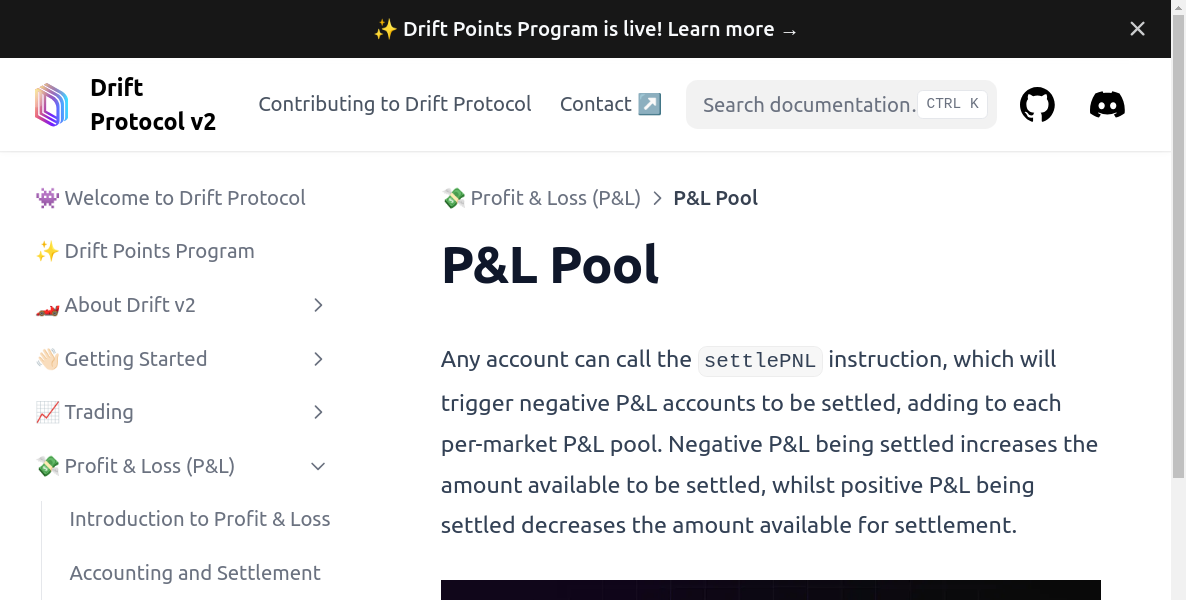 ✨ Drift Points Program is live! Learn more →
Drift
Protocol v2
Contributing to Drift Protocol
Contact ↗️
Search documentation.
CTRL K
👾 Welcome to Drift Protocol
✨ Drift Points Program
🏎️ About Drift v2
👋🏻 Getting Started
📈 Trading
💸 Profit & Loss (P&L)
Introduction to Profit & Loss
Accounting and Settlement
💸 Profit & Loss (P&L) > P&L Pool
P&L Pool
Any account can call the settlePNL instruction, which will
trigger negative P&L accounts to be settled, adding to each
per-market P&L pool. Negative P&L being settled increases the
amount available to be settled, whilst positive P&L being
settled decreases the amount available for settlement.